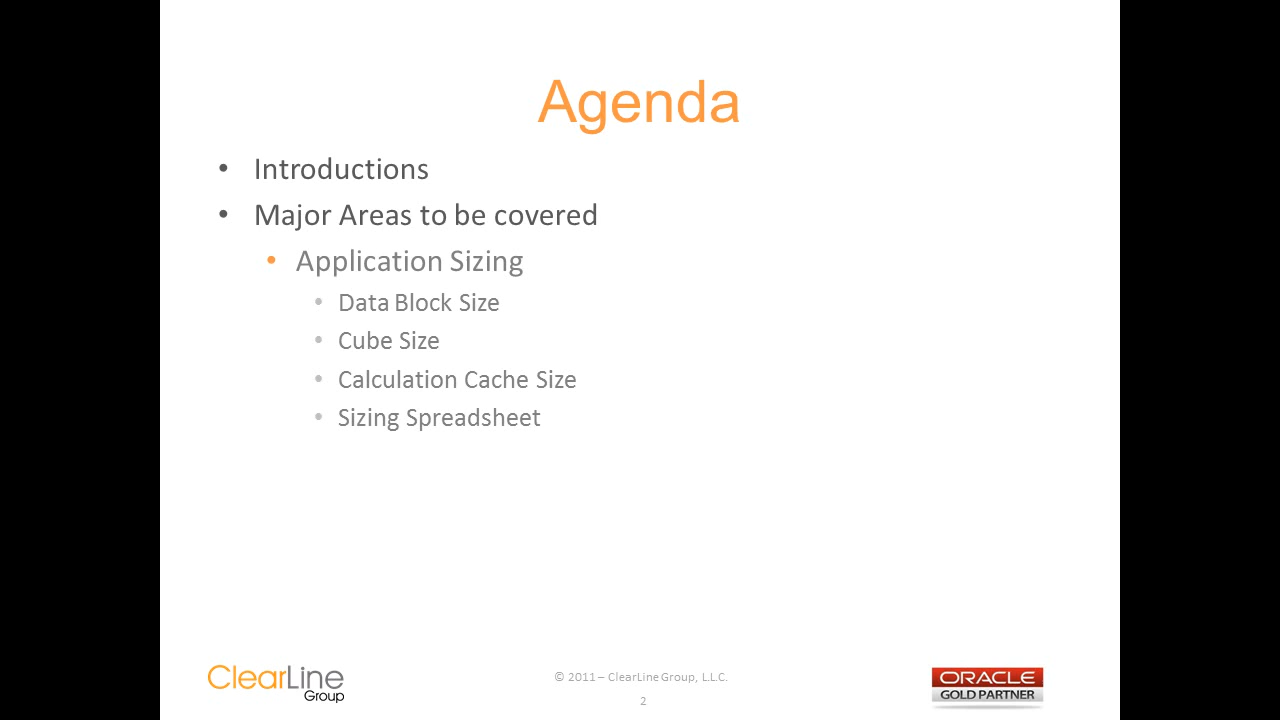 Agenda
• Introductions
• Major Areas to be covered
• Application Sizing
• Data Block Size
• Cube Size
• Calculation Cache Size
• Sizing Spreadsheet
ClearLine
Group
© 2011 – ClearLine Group, L.L.C.
2
ORACLE
GOLD PARTNER